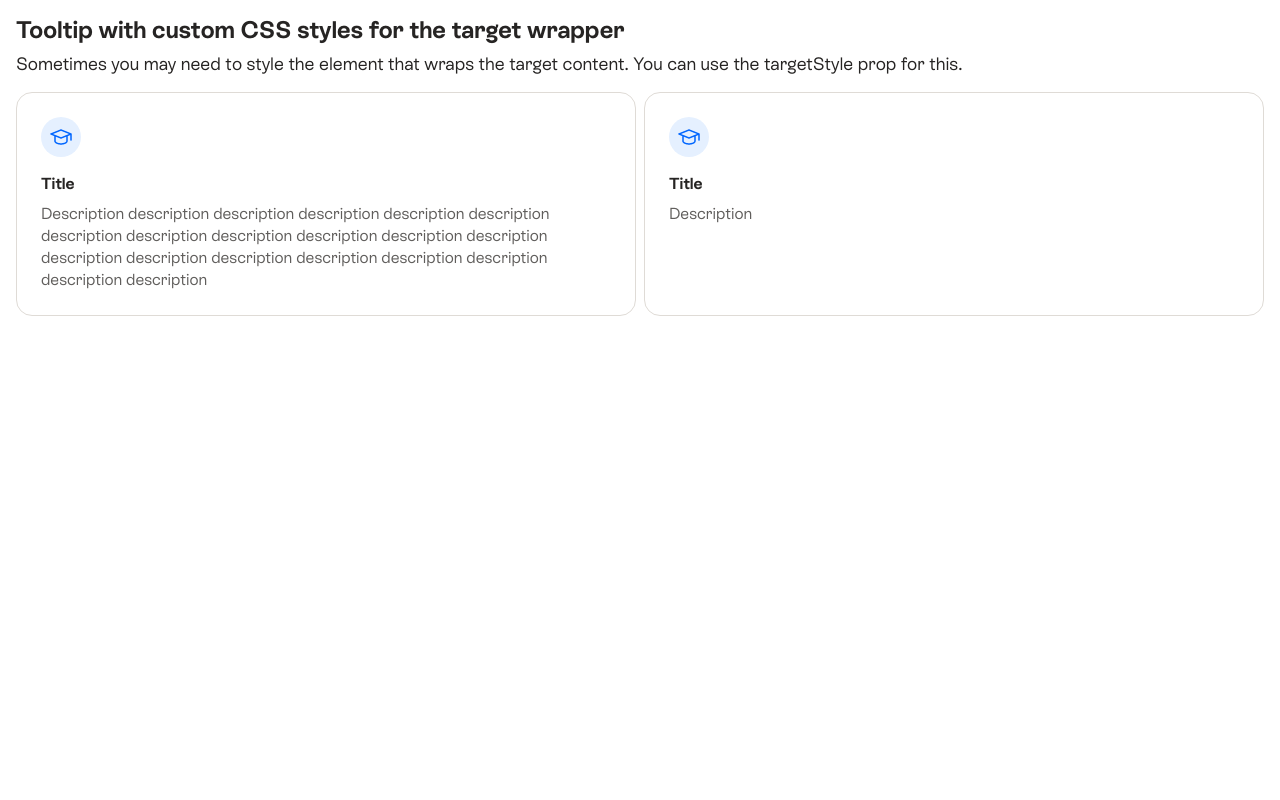 Tooltip with custom CSS styles for the target wrapper
Sometimes you may need to style the element that wraps the target content. You can use the targetStyle prop for this.
Title
Description description description description description description
description description description description description description
description description description description description description
description description
Title
Description